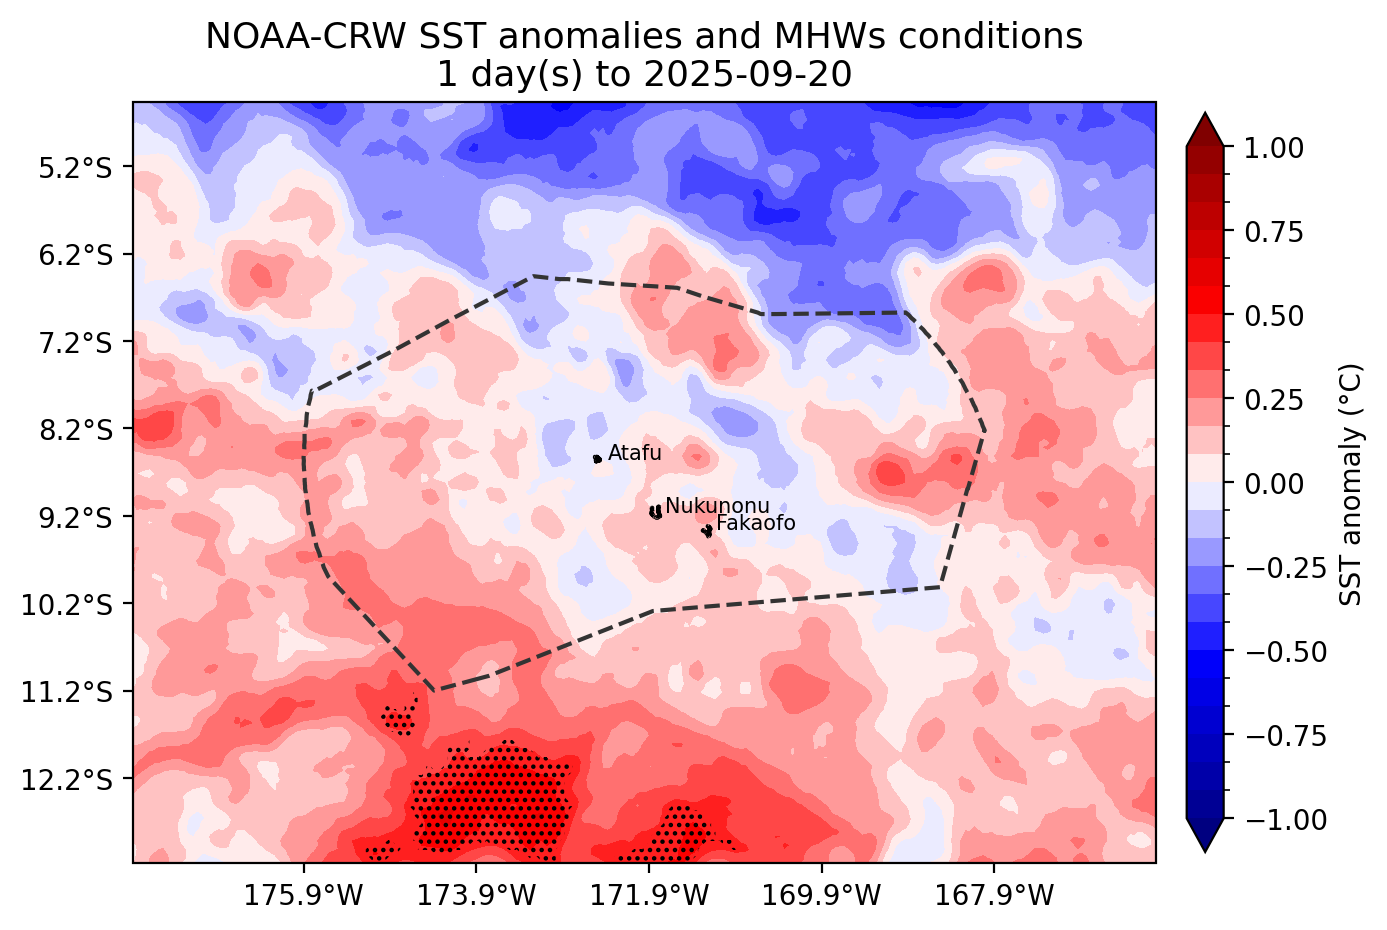 NOAA-CRW SST anomalies and MHWs conditions
1 day(s) to 2025-09-20
5.2°S
6.2°S
7.2°S
8.2°S
9.2°S
10.2°S
11.2°S
12.2°S
Atafu
Nukunonu
Fakaofo
175.9°W
173.9°W
171.9°W
169.9°W
167.9°W
1.00
0.75
0.50
0.25
0.00
−0.25
−0.50
−0.75
−1.00
SST anomaly (°C)